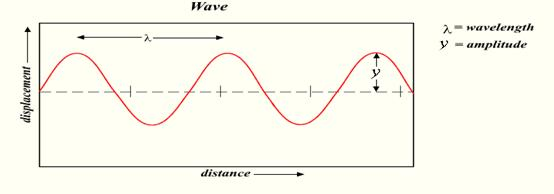 Wave
λ = wavelength
y = amplitude
λ
y
displacement
distance